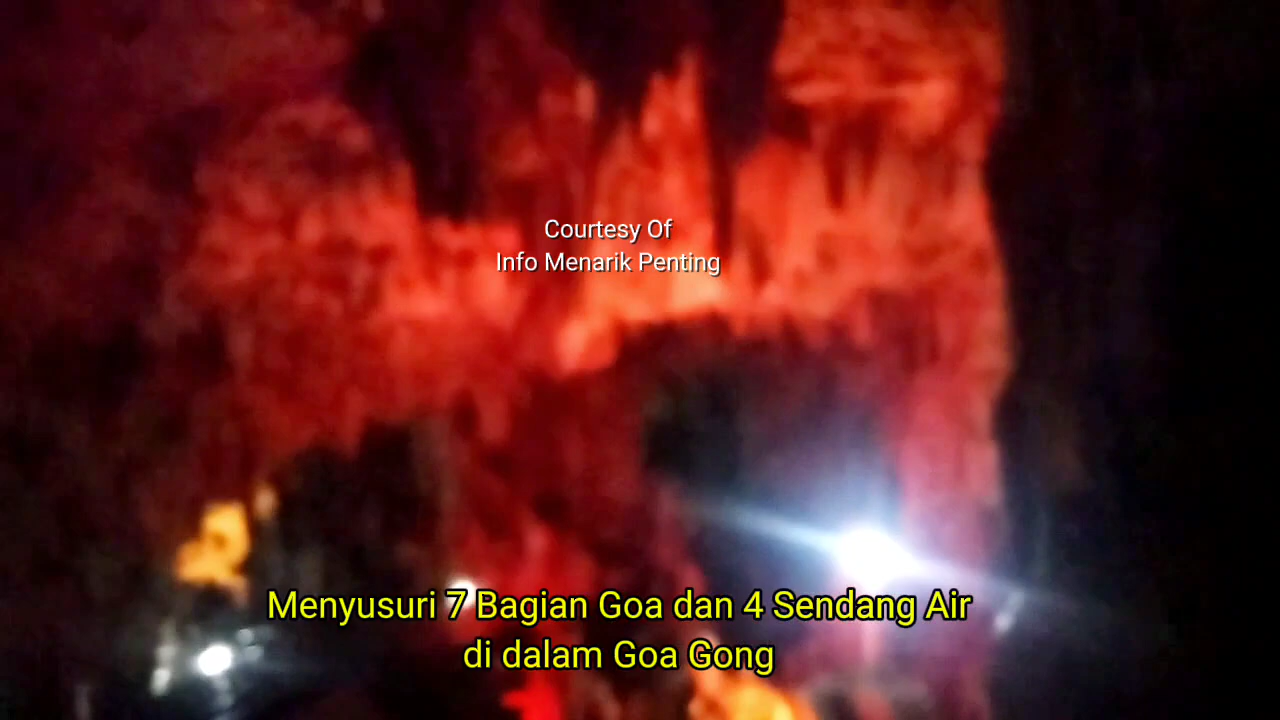 Courtesy Of
Info Menarik Penting
Menyusuri 7 Bagian Goa dan 4 Sendang Air
di dalam Goa Gong